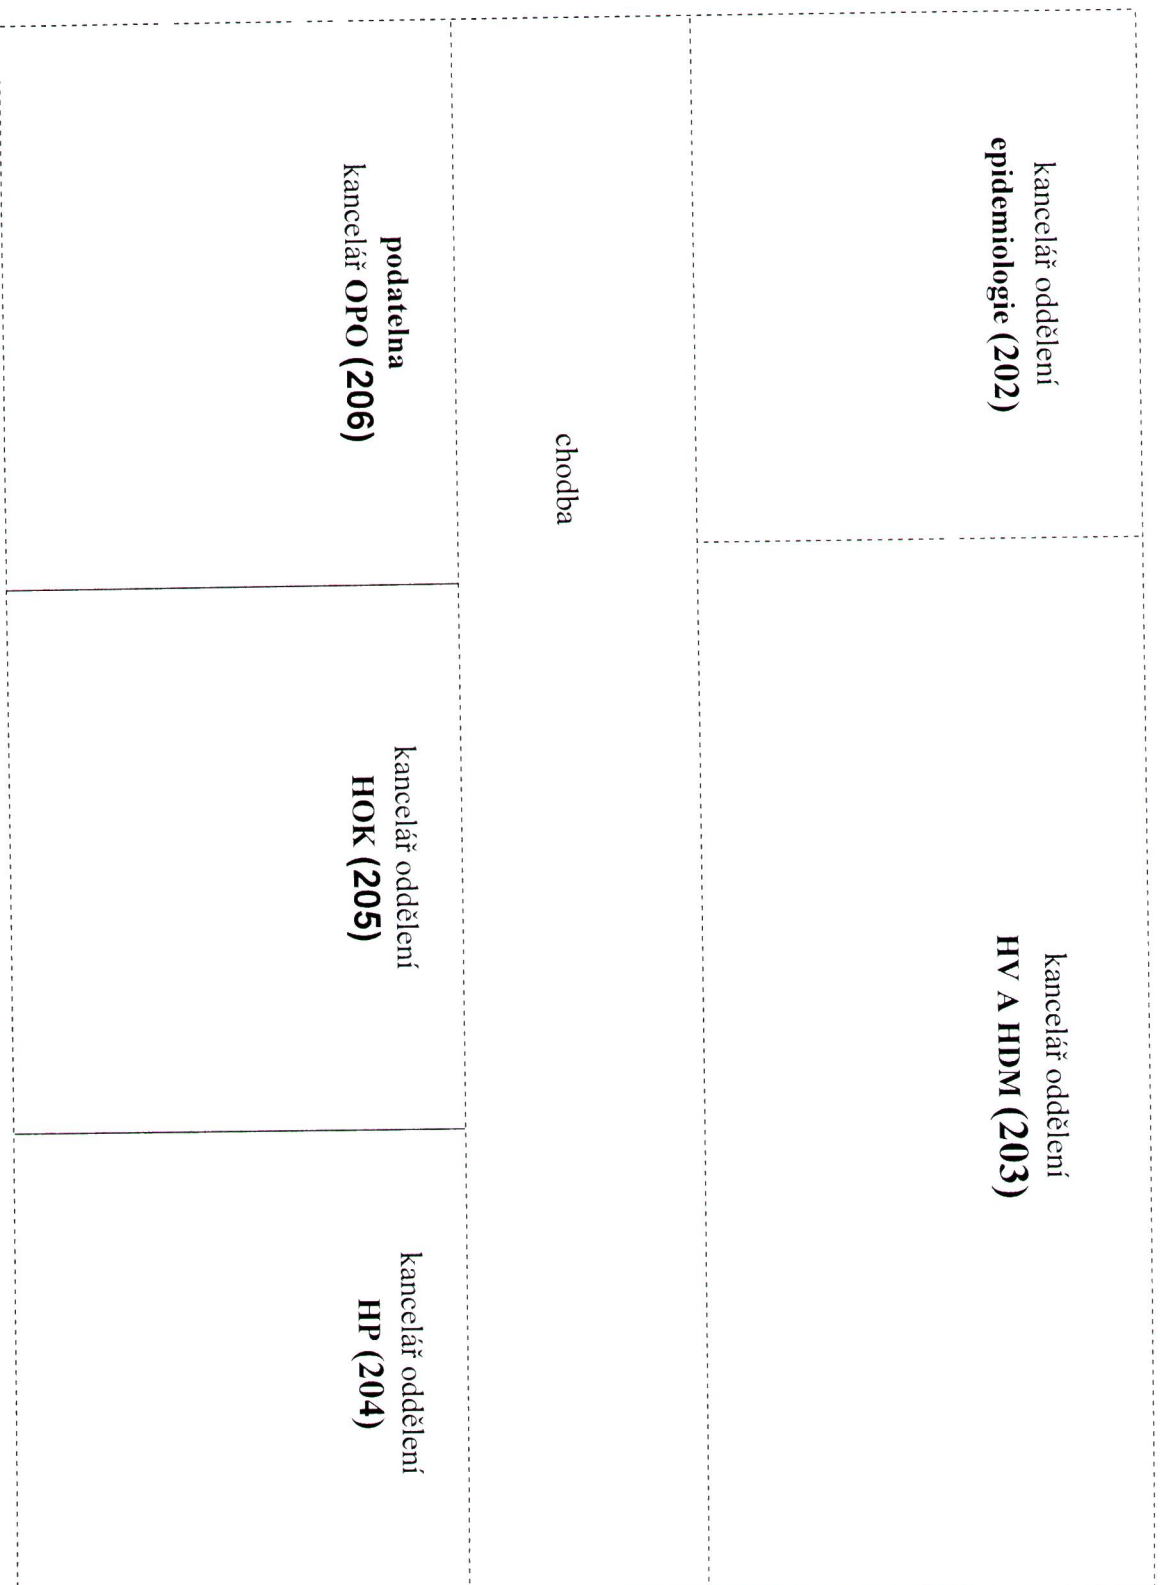 kancelář oddělení
epidemiologie (202)
kancelář oddělení
HV A HDM (203)
chodba
podatelna
kancelář OPO (206)
kancelář oddělení
HOK (205)
kancelář oddělení
HP (204)